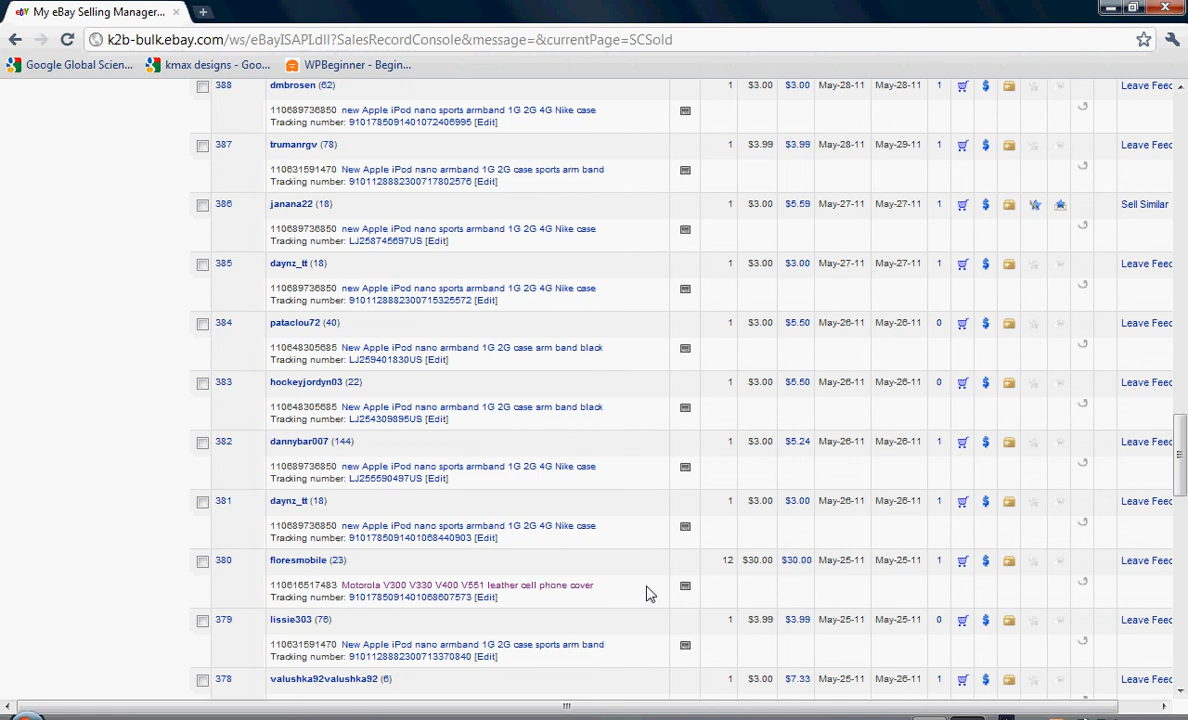 My eBay Selling Manager...
k2b-bulk.ebay.com/ws/eBayISAPI.dll?SalesRecordConsole&message=&currentPage=SCSold
Google Global Scien... kmax designs - Goo... WPBeginner - Begin...
388 dmbrosen (62) 1 $3.00 $3.00 May-28-11 May-28-11 1 Leave Feec
110689736850 new Apple iPod nano sports armband 1G 2G 4G Nike case
Tracking number: 9101785091401072406995 [Edit]
387 trumanrgv (78) 1 $3.99 $3.99 May-28-11 May-29-11 1 Leave Feec
110631591470 New Apple iPod nano armband 1G 2G case sports arm band
Tracking number: 9101128882300717802576 [Edit]
386 janana22 (18) 1 $3.00 $5.59 May-27-11 May-27-11 1 Sell Similar
110689736850 new Apple iPod nano sports armband 1G 2G 4G Nike case
Tracking number: LJ258745697US [Edit]
385 daynz_tt (18) 1 $3.00 $3.00 May-27-11 May-27-11 1 Leave Feec
110689736850 new Apple iPod nano sports armband 1G 2G 4G Nike case
Tracking number: 9101128882300715325572 [Edit]
384 pataclou72 (40) 1 $3.00 $5.50 May-26-11 May-26-11 0 Leave Feec
110648305685 New Apple iPod nano armband 1G 2G case arm band black
Tracking number: LJ259401830US [Edit]
383 hockeyjordyn03 (22) 1 $3.00 $5.50 May-26-11 May-26-11 0 Leave Feec
110648305685 New Apple iPod nano armband 1G 2G case arm band black
Tracking number: LJ254309895US [Edit]
382 dannybar007 (144) 1 $3.00 $5.24 May-26-11 May-26-11 1 Leave Feec
110689736850 new Apple iPod nano sports armband 1G 2G 4G Nike case
Tracking number: LJ255590497US [Edit]
381 daynz_tt (18) 1 $3.00 $3.00 May-26-11 May-26-11 1 Leave Feec
110689736850 new Apple iPod nano sports armband 1G 2G 4G Nike case
Tracking number: 9101785091401068440903 [Edit]
380 floresmobile (23) 12 $30.00 $30.00 May-25-11 May-25-11 1 Leave Feec
110616517483 Motorola V300 V330 V400 V551 leather cell phone cover
Tracking number: 9101785091401068607573 [Edit]
379 lissie303 (76) 1 $3.99 $3.99 May-25-11 May-25-11 0 Leave Feec
110631591470 New Apple iPod nano armband 1G 2G case sports arm band
Tracking number: 9101128882300713370840 [Edit]
378 valushka92valushka92 (6) 1 $3.00 $7.33 May-25-11 May-25-11 1 Leave Feec